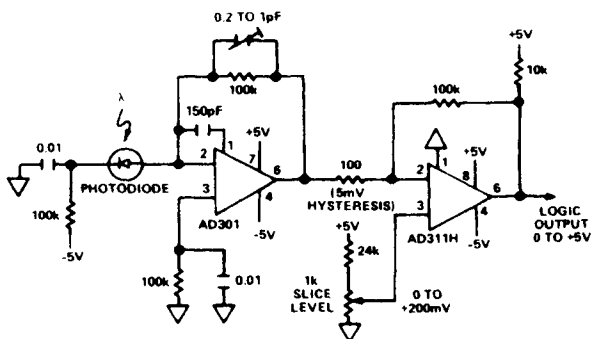 0.2 TO 1pF
100k
150pF
λ
0.01
PHOTODIODE
100k
-5V
2
1
7
+5V
6
3
4
-5V
AD301
100k
0.01
100
(5mV
HYSTERESIS)
100k
+5V
10k
2
1
8
+5V
6
3
4
-5V
AD311H
LOGIC
OUTPUT
0 TO +5V
+5V
24k
1k
SLICE
LEVEL
0 TO
+200mV